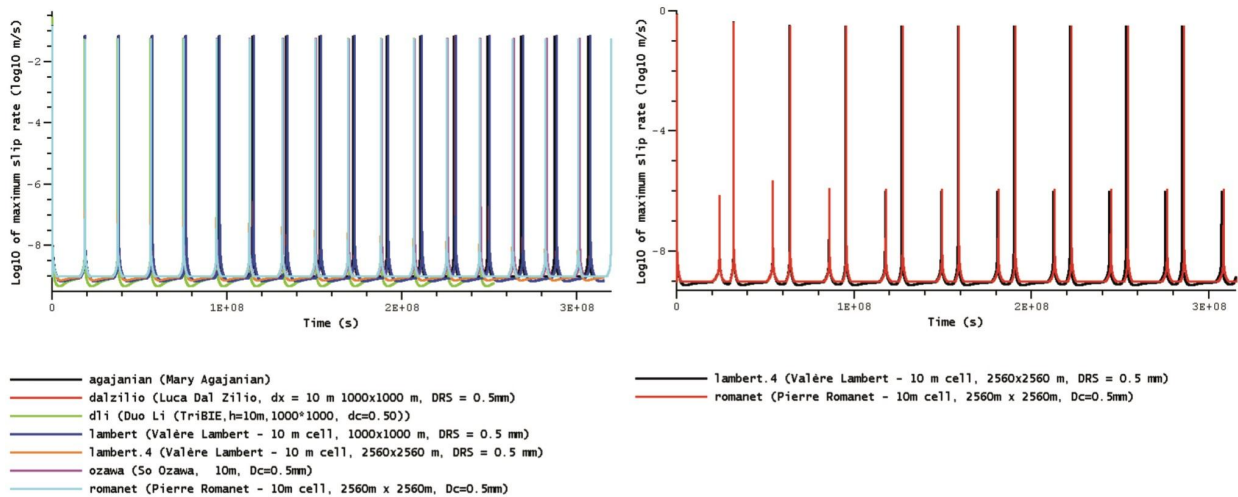 Log10 of maximum slip rate (log10 m/s)
-2
-4
-6
-8
0
1E+08
2E+08
3E+08
Time (s)
agajanian (Mary Agajanian)
dalzilio (Luca Dal Zilio, dx = 10 m 1000x1000 m, DRS = 0.5mm)
dli (Duo Li (TriBIE,h=10m,1000*1000, dc=0.50))
lambert (Valère Lambert - 10 m cell, 1000x1000 m, DRS = 0.5 mm)
lambert.4 (Valère Lambert - 10 m cell, 2560x2560 m, DRS = 0.5 mm)
ozawa (So Ozawa, 10m, Dc=0.5mm)
romanet (Pierre Romanet - 10m cell, 2560m x 2560m, Dc=0.5mm)
Log10 of maximum slip rate (log10 m/s)
0
-4
-8
0
1E+08
2E+08
3E+08
Time (s)
lambert.4 (Valère Lambert - 10 m cell, 2560x2560 m, DRS = 0.5 mm)
romanet (Pierre Romanet - 10m cell, 2560m x 2560m, Dc=0.5mm)